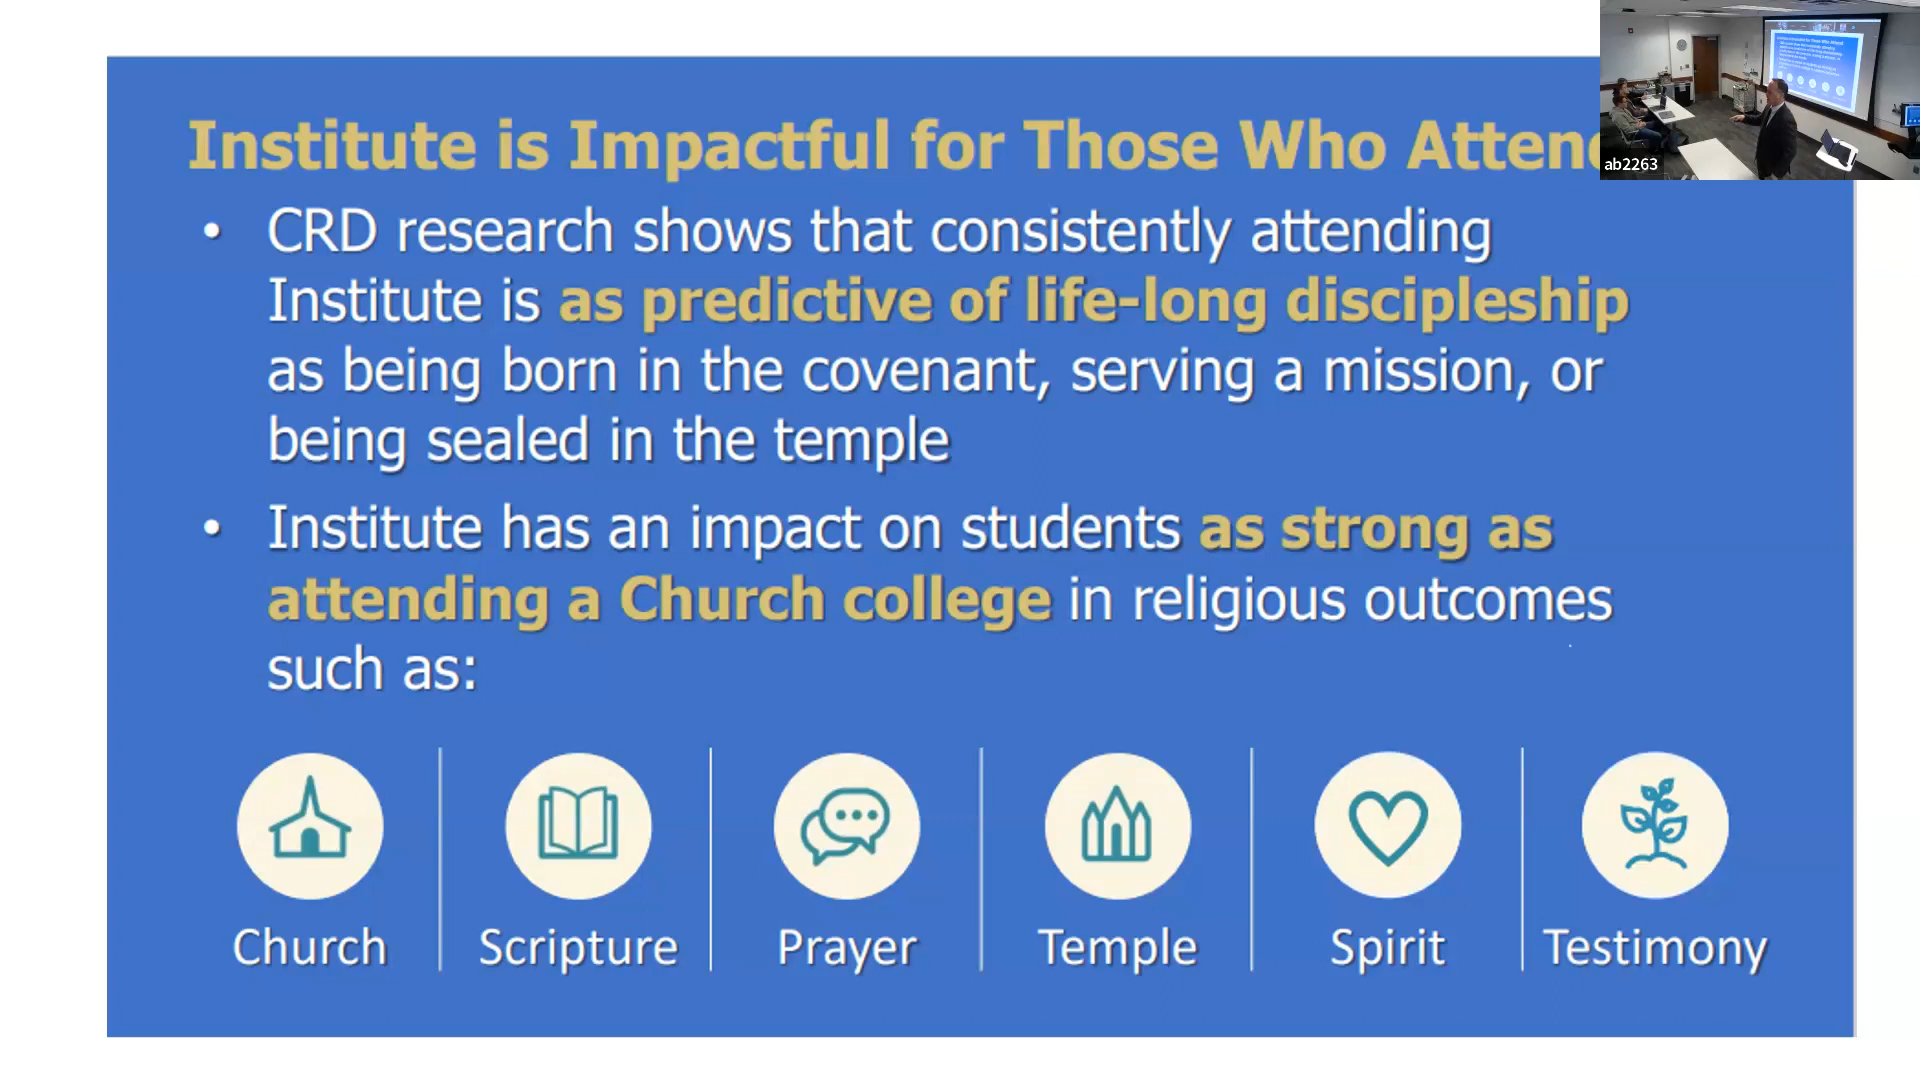 Institute is Impactful for Those Who Atten
• CRD research shows that consistently attending
Institute is as predictive of life-long discipleship
as being born in the covenant, serving a mission, or
being sealed in the temple
• Institute has an impact on students as strong as
attending a Church college in religious outcomes
such as:
Church
Scripture
Prayer
Temple
Spirit
Testimony
ab2263